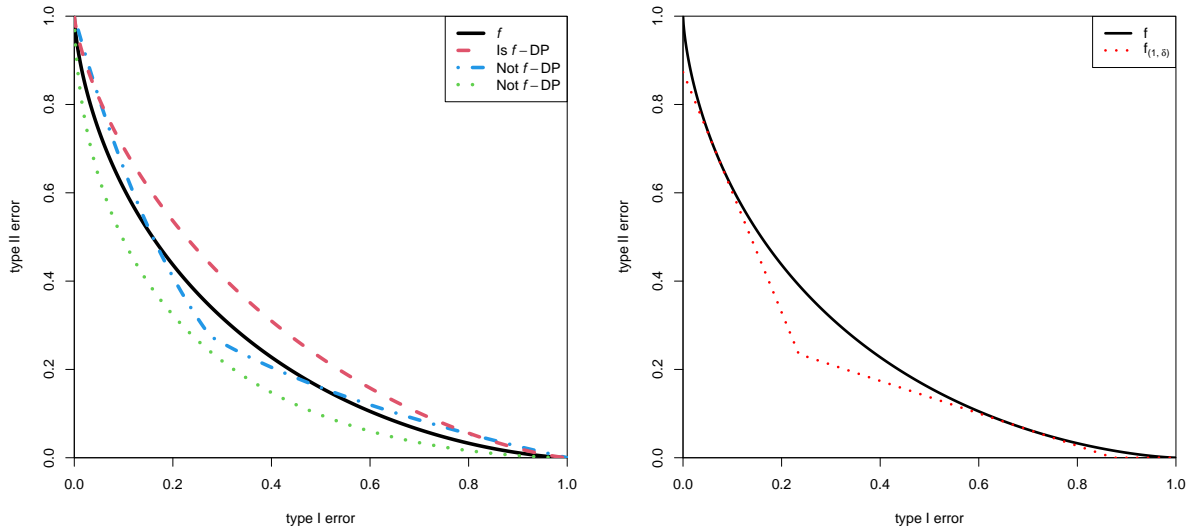 1.0
0.8
0.6
0.4
0.2
0.0
type II error
0.0 0.2 0.4 0.6 0.8 1.0
type I error
f
Is f − DP
Not f − DP
Not f − DP
1.0
0.8
0.6
0.4
0.2
0.0
type II error
0.0 0.2 0.4 0.6 0.8 1.0
type I error
f
f(1, δ)